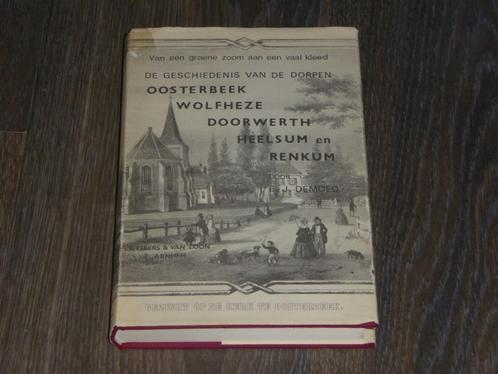 Van een groene zoom aan een vaal kleed
DE GESCHIEDENIS VAN DE DORPEN
OOSTERBEEK
WOLFHEZE
DOORWERTH
HEELSUM en
RENKUM
DOOR
J. DEMOED
& VAN LOON
ARNHEM
GEZICHT OP DE KERK TE OOSTERBEEK.